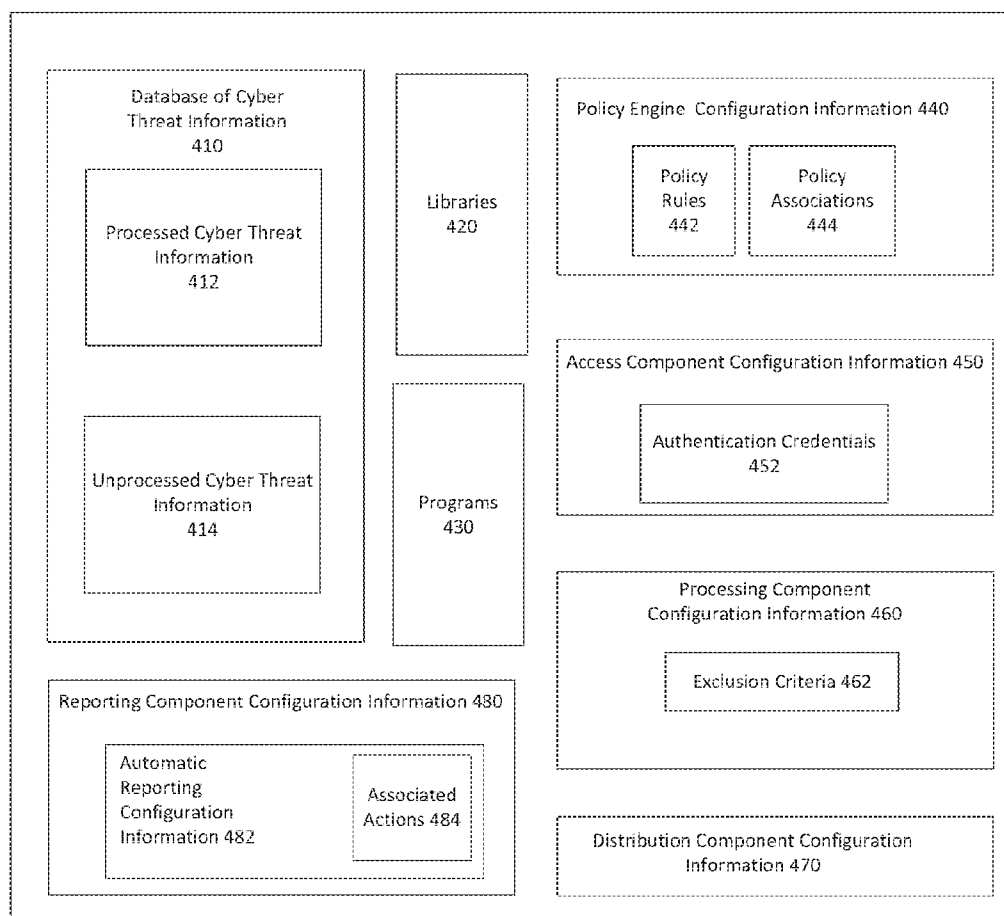 Database of Cyber
Threat Information
410
Processed Cyber Threat
Information
412
Unprocessed Cyber Threat
Information
414
Libraries
420
Programs
430
Policy Engine Configuration Information 440
Policy
Rules
442
Policy
Associations
444
Access Component Configuration Information 450
Authentication Credentials
452
Processing Component
Configuration Information 460
Exclusion Criteria 462
Reporting Component Configuration Information 480
Automatic
Reporting
Configuration
Information 482
Associated
Actions 484
Distribution Component Configuration
Information 470